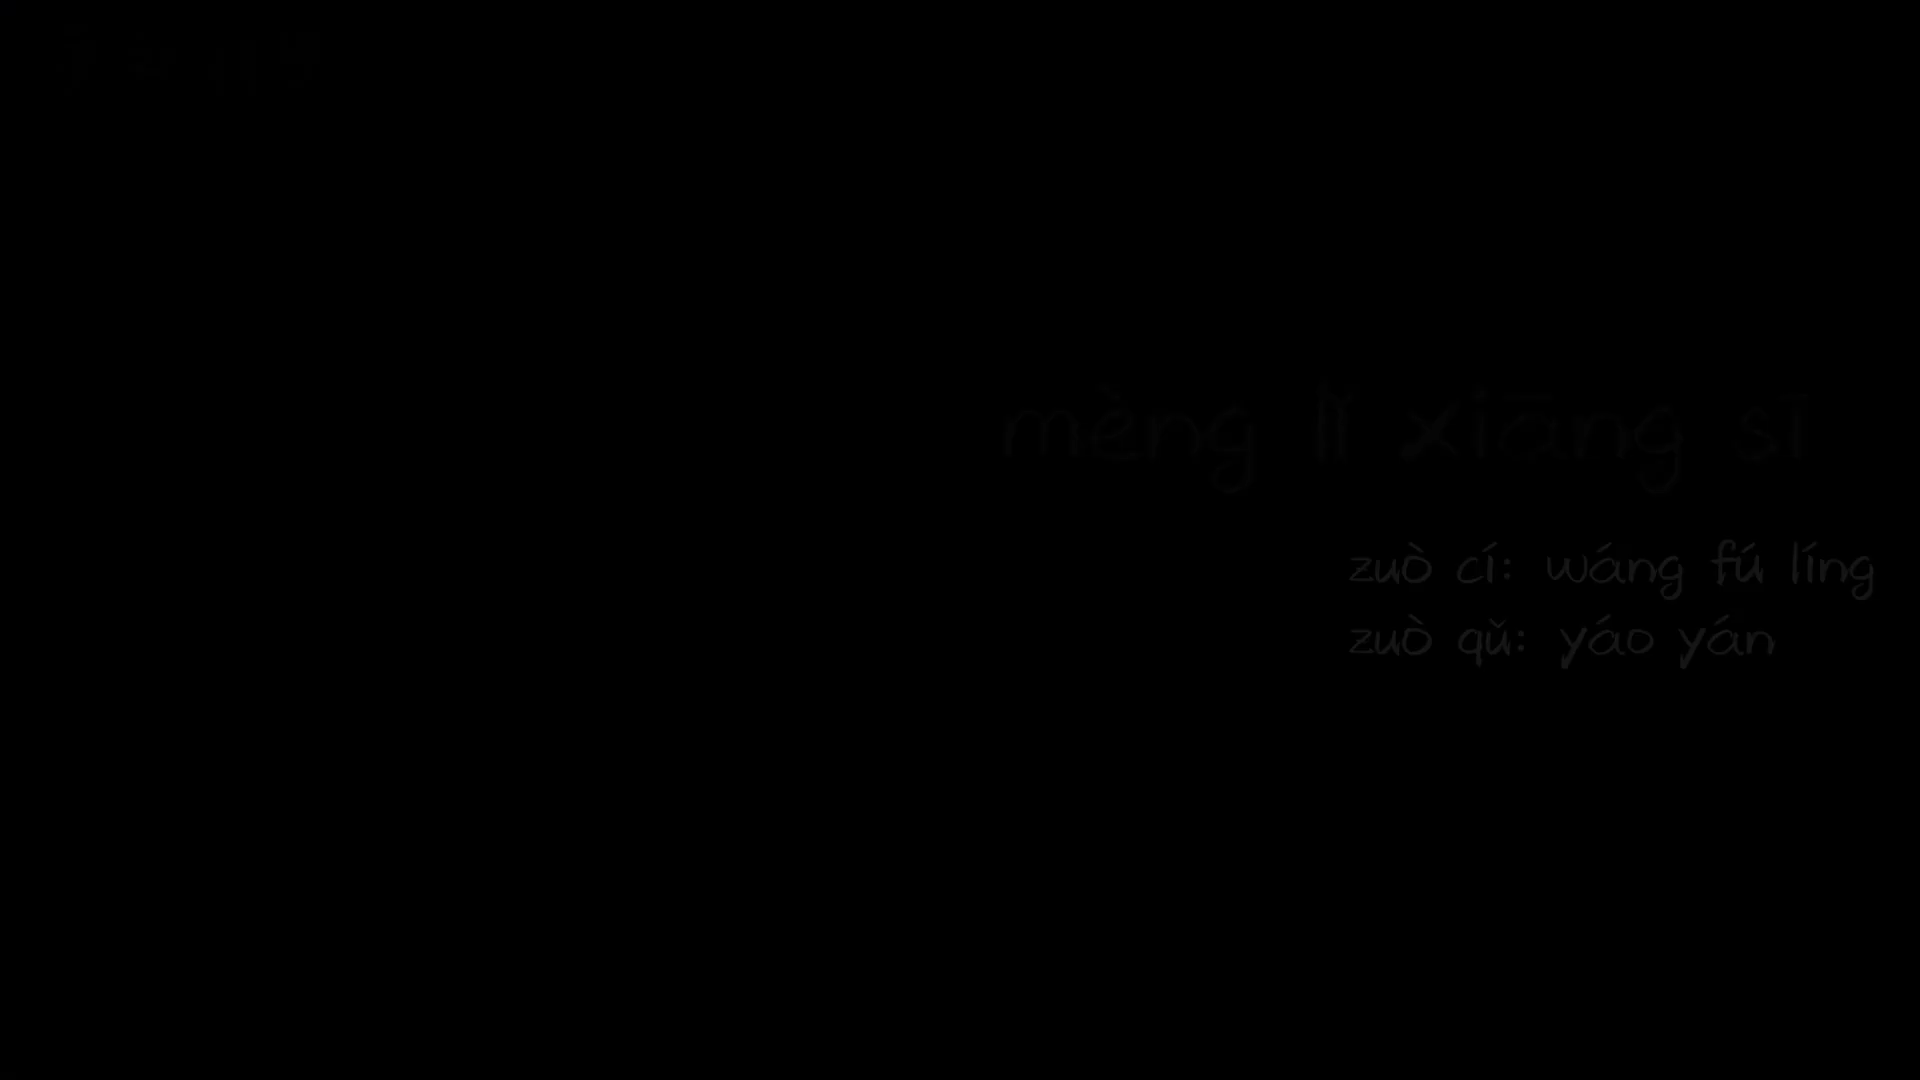 mèng lǐ xiāng sī
zuò cí: wáng fú líng
zuò qǔ: yáo yán